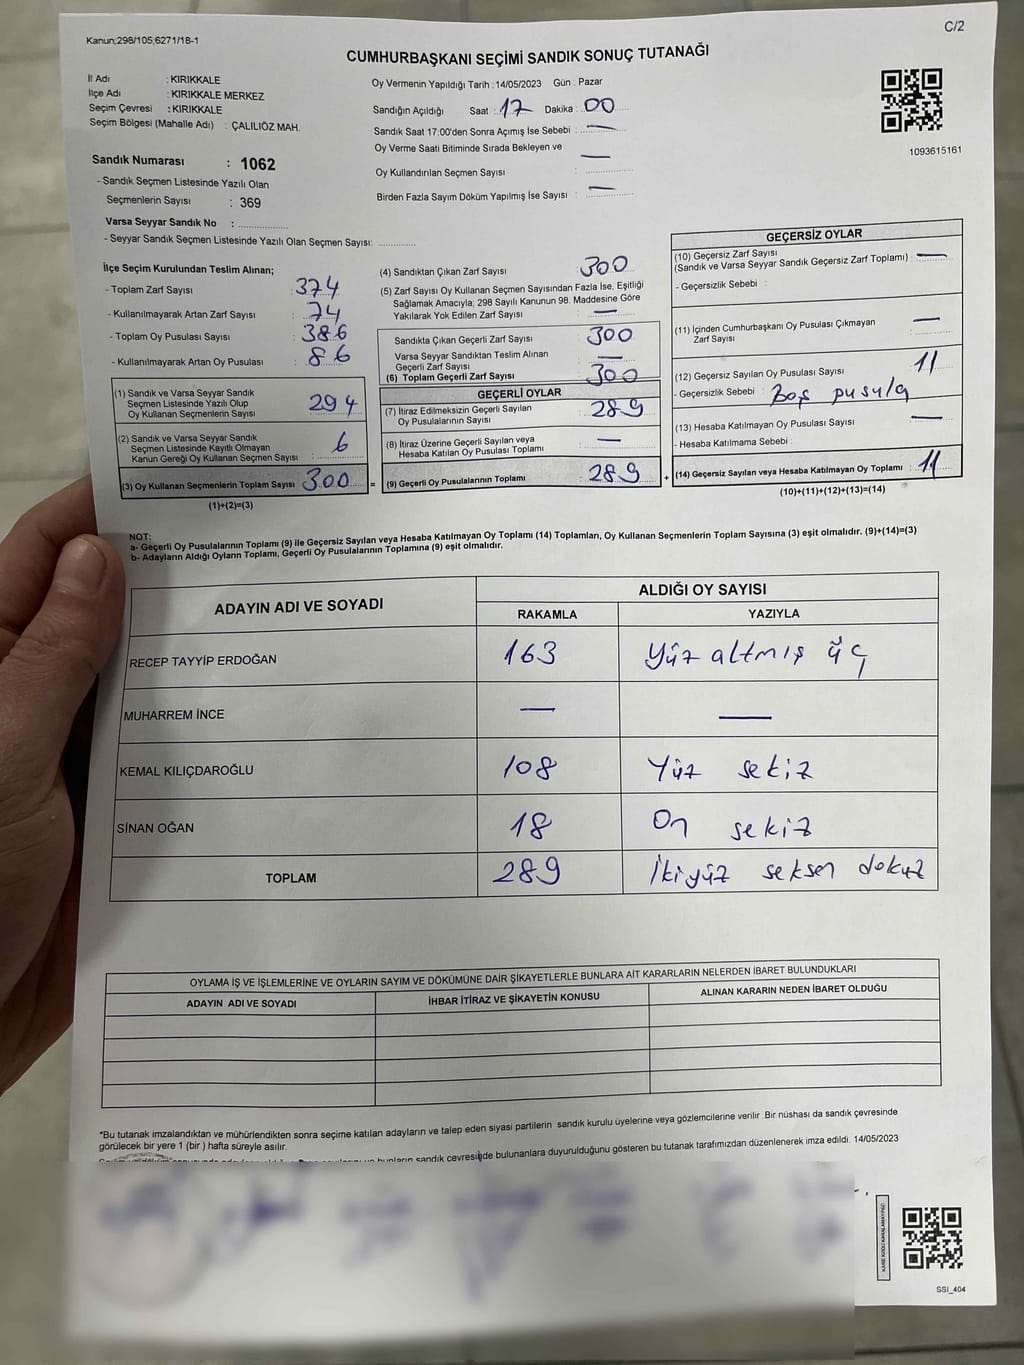 Kanun;298/105,6271/18-1
C/2
CUMHURBAŞKANI SEÇİMİ SANDIK SONUÇ TUTANAĞI
İl Adı : KIRIKKALE
İlçe Adı : KIRIKKALE MERKEZ
Seçim Çevresi : KIRIKKALE
Seçim Bölgesi (Mahalle Adı) : ÇALILIÖZ MAH.
Sandık Numarası : 1062
- Sandık Seçmen Listesinde Yazılı Olan
Seçmenlerin Sayısı : 369
Varsa Seyyar Sandık No :
- Seyyar Sandık Seçmen Listesinde Yazılı Olan Seçmen Sayısı:
Oy Vermenin Yapıldığı Tarih : 14/05/2023 Gün : Pazar
Sandığın Açıldığı Saat : 17 Dakika : 00
Sandık Saat 17:00'den Sonra Açımış İse Sebebi : —
Oy Verme Saati Bitiminde Sırada Bekleyen ve
Oy Kullandırılan Seçmen Sayısı : —
Birden Fazla Sayım Döküm Yapılmış İse Sayısı : —
1093615161
İlçe Seçim Kurulundan Teslim Alınan;
- Toplam Zarf Sayısı : 374
- Kullanılmayarak Artan Zarf Sayısı : 74
- Toplam Oy Pusulası Sayısı : 386
- Kullanılmayarak Artan Oy Pusulası : 86
(1) Sandık ve Varsa Seyyar Sandık
Seçmen Listesinde Yazılı Olup
Oy Kullanan Seçmenlerin Sayısı : 294
(2) Sandık ve Varsa Seyyar Sandık
Seçmen Listesinde Kayıtlı Olmayan
Kanun Gereği Oy Kullanan Seçmen Sayısı : 6
(3) Oy Kullanan Seçmenlerin Toplam Sayısı : 300 =
(1)+(2)=(3)
(4) Sandıktan Çıkan Zarf Sayısı : 300
(5) Zarf Sayısı Oy Kullanan Seçmen Sayısından Fazla İse, Eşitliği
Sağlamak Amacıyla; 298 Sayılı Kanunun 98. Maddesine Göre
Yakılarak Yok Edilen Zarf Sayısı : —
Sandıkta Çıkan Geçerli Zarf Sayısı : 300
Varsa Seyyar Sandıktan Teslim Alınan
Geçerli Zarf Sayısı : —
(6) Toplam Geçerli Zarf Sayısı : 300
GEÇERLİ OYLAR
(7) İtiraz Edilmeksizin Geçerli Sayılan
Oy Pusulalarının Sayısı : 289
(8) İtiraz Üzerine Geçerli Sayılan veya
Hesaba Katılan Oy Pusulası Toplamı : —
(9) Geçerli Oy Pusulalarının Toplamı : 289 +
GEÇERSİZ OYLAR
(10) Geçersiz Zarf Sayısı
(Sandık ve Varsa Seyyar Sandık Geçersiz Zarf Toplamı) : —
- Geçersizlik Sebebi :
(11) İçinden Cumhurbaşkanı Oy Pusulası Çıkmayan
Zarf Sayısı : —
(12) Geçersiz Sayılan Oy Pusulası Sayısı : 11
- Geçersizlik Sebebi : Boş pusula
(13) Hesaba Katılmayan Oy Pusulası Sayısı : —
- Hesaba Katılmama Sebebi :
(14) Geçersiz Sayılan veya Hesaba Katılmayan Oy Toplamı : 11
(10)+(11)+(12)+(13)=(14)
NOT:
a- Geçerli Oy Pusulalarının Toplamı (9) ile Geçersiz Sayılan veya Hesaba Katılmayan Oy Toplamı (14) Toplamları, Oy Kullanan Seçmenlerin Toplam Sayısına (3) eşit olmalıdır. (9)+(14)=(3)
b- Adayların Aldığı Oyların Toplamı, Geçerli Oy Pusulalarının Toplamına (9) eşit olmalıdır.
ADAYIN ADI VE SOYADI ALDIĞI OY SAYISI
RAKAMLA YAZIYLA
RECEP TAYYİP ERDOĞAN 163 Yüz altmış üç
MUHARREM İNCE — —
KEMAL KILIÇDAROĞLU 108 Yüz sekiz
SİNAN OĞAN 18 On sekiz
TOPLAM 289 İkiyüz seksen dokuz
OYLAMA İŞ VE İŞLEMLERİNE VE OYLARIN SAYIM VE DÖKÜMÜNE DAİR ŞİKAYETLERLE BUNLARA AİT KARARLARIN NELERDEN İBARET BULUNDUKLARI
ADAYIN ADI VE SOYADI İHBAR İTİRAZ VE ŞİKAYETİN KONUSU ALINAN KARARIN NEDEN İBARET OLDUĞU
*Bu tutanak imzalandıktan ve mühürlendikten sonra seçime katılan adayların ve talep eden siyasi partilerin sandık kurulu üyelerine veya gözlemcilerine verilir. Bir nüshası da sandık çevresinde
görülecek bir yere 1 (bir ) hafta süreyle asılır.
bunların sandık çevresinde bulunanlara duyurulduğunu gösteren bu tutanak tarafımızdan düzenlenerek imza edildi. 14/05/2023
SSI_404